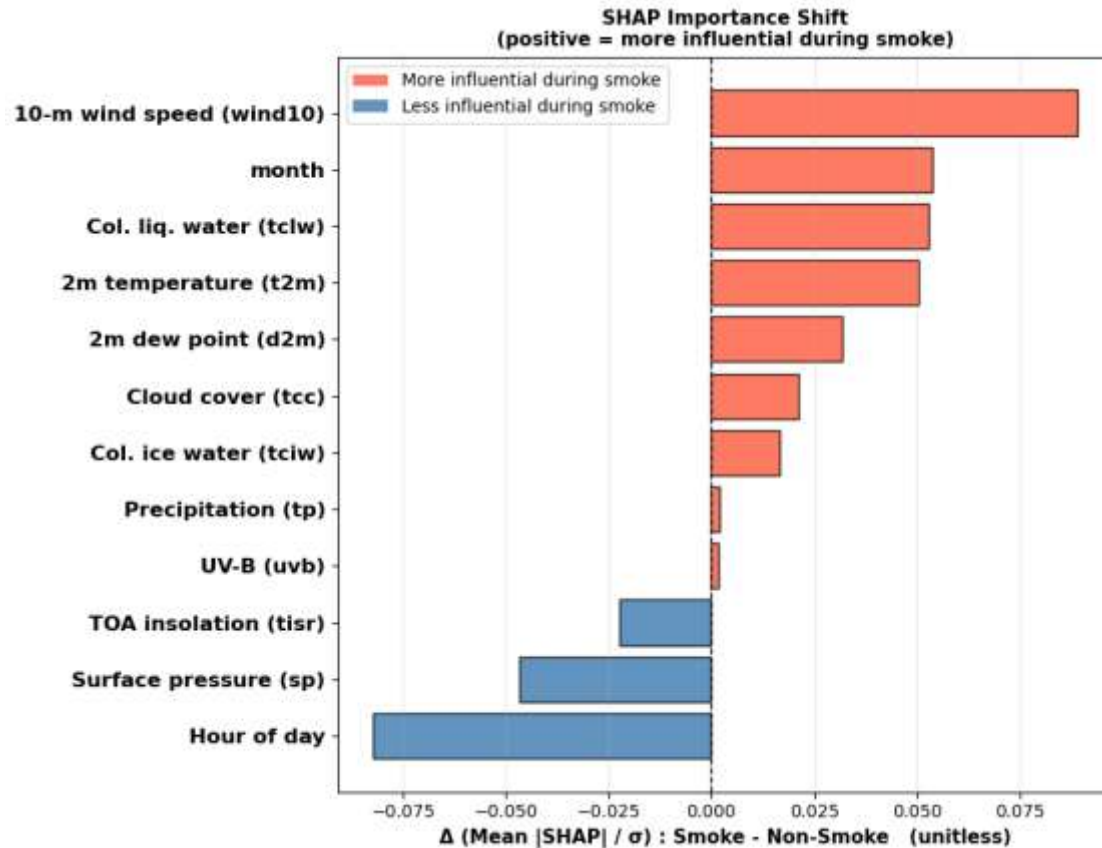 SHAP Importance Shift
(positive = more influential during smoke)
More influential during smoke
Less influential during smoke
10-m wind speed (wind10)
month
Col. liq. water (tclw)
2m temperature (t2m)
2m dew point (d2m)
Cloud cover (tcc)
Col. ice water (tciw)
Precipitation (tp)
UV-B (uvb)
TOA insolation (tisr)
Surface pressure (sp)
Hour of day
−0.075 −0.050 −0.025 0.000 0.025 0.050 0.075
Δ (Mean |SHAP| / σ) : Smoke - Non-Smoke (unitless)